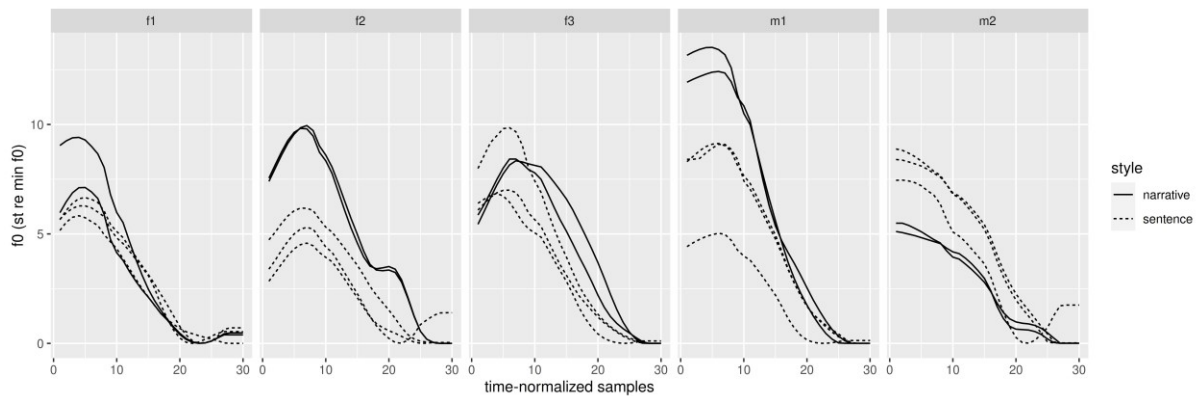 f1 f2 f3 m1 m2
10
5
0
f0 (st re min f0)
0 10 20 30 0 10 20 30 0 10 20 30 0 10 20 30 0 10 20 30
time-normalized samples
style
narrative
sentence